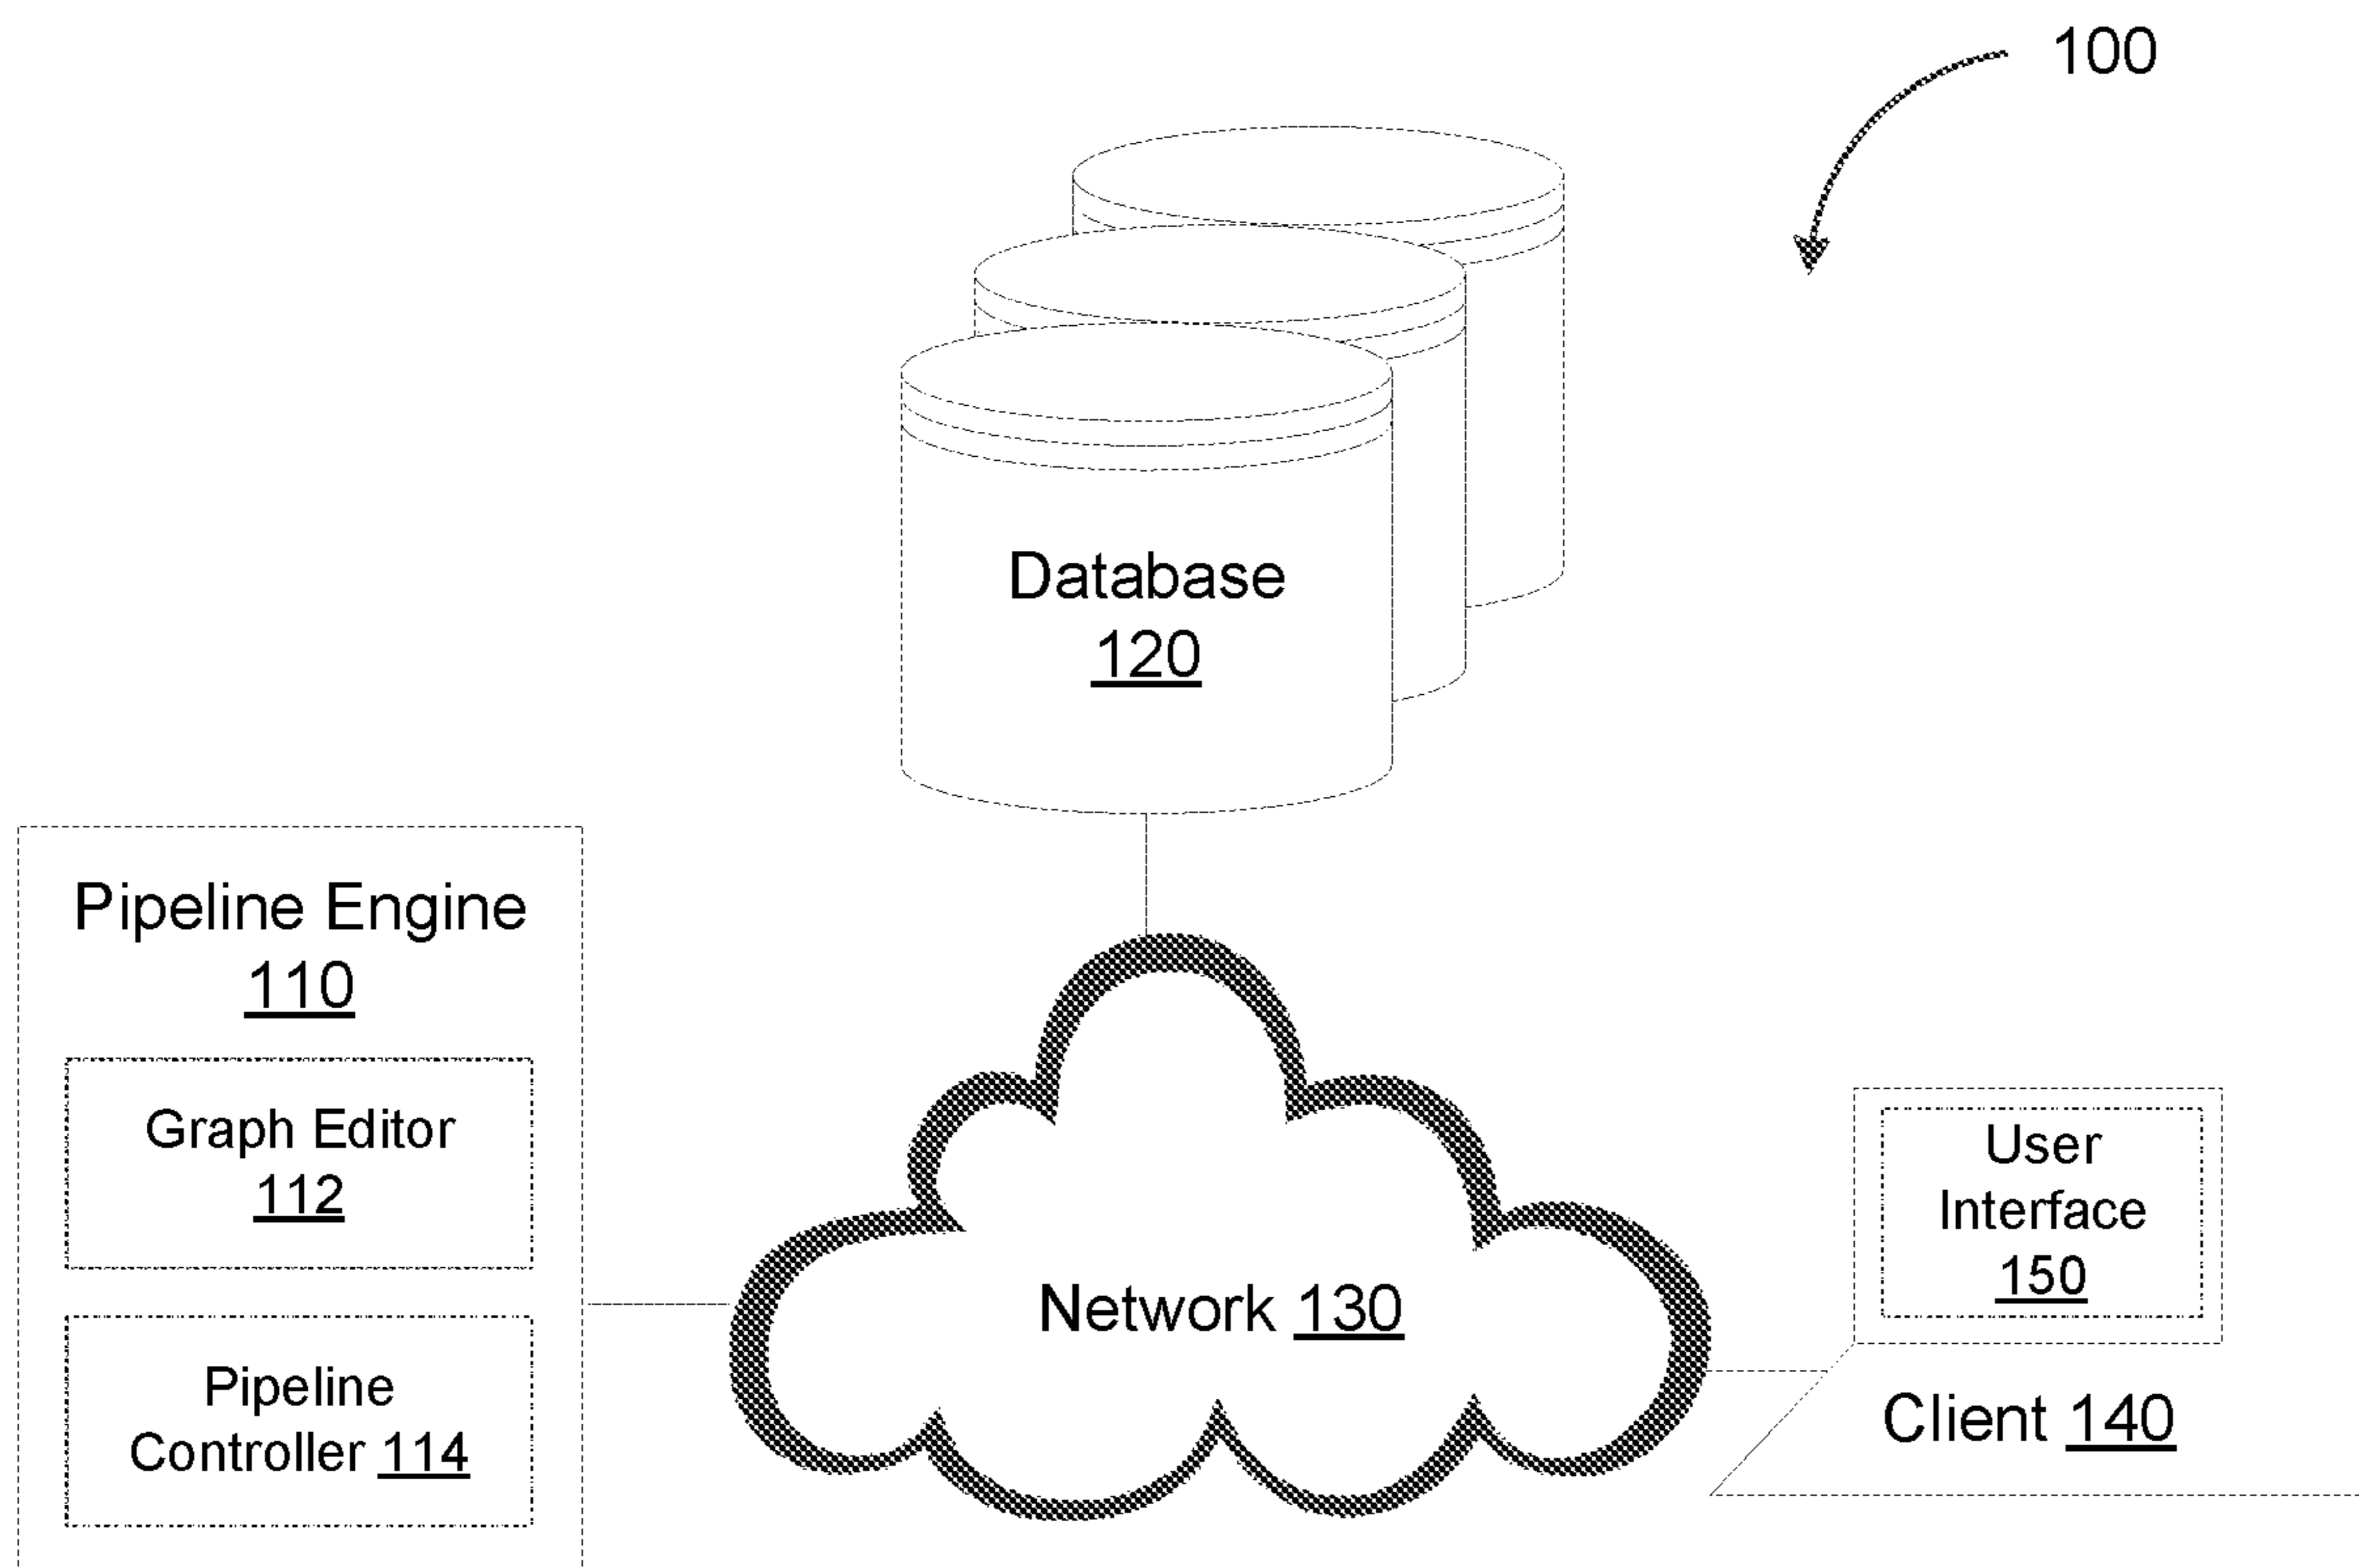 100
Database
120
Pipeline Engine
110
Graph Editor
112
Pipeline
Controller 114
Network 130
User
Interface
150
Client 140